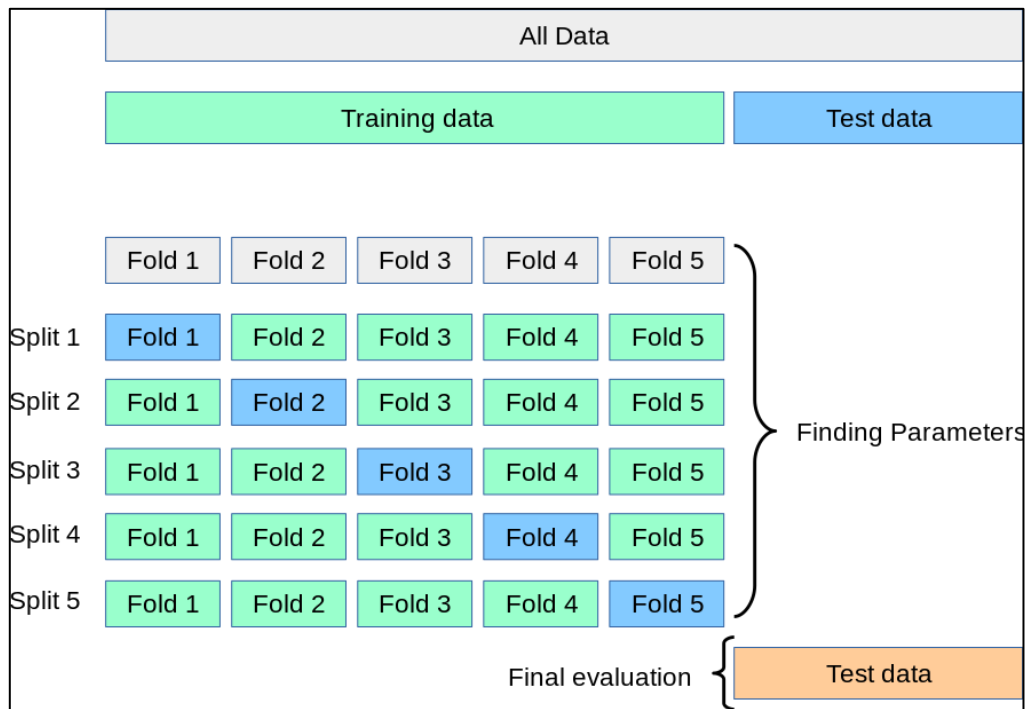 All Data
Training data Test data
Fold 1 Fold 2 Fold 3 Fold 4 Fold 5
Split 1 Fold 1 Fold 2 Fold 3 Fold 4 Fold 5
Split 2 Fold 1 Fold 2 Fold 3 Fold 4 Fold 5
Finding Parameters
Split 3 Fold 1 Fold 2 Fold 3 Fold 4 Fold 5
Split 4 Fold 1 Fold 2 Fold 3 Fold 4 Fold 5
Split 5 Fold 1 Fold 2 Fold 3 Fold 4 Fold 5
Final evaluation Test data